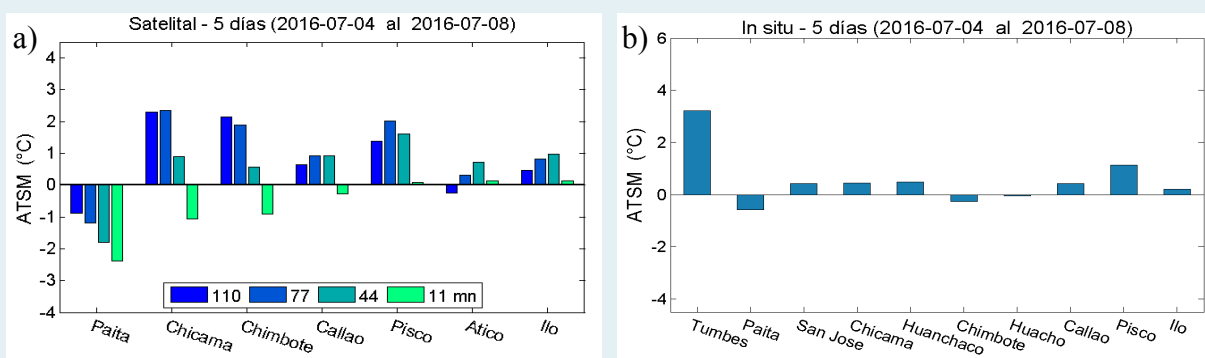 a)
Satelital - 5 días (2016-07-04 al 2016-07-08)
ATSM (°C)
4
3
2
1
0
-1
-2
-3
-4
110 77 44 11 mn
Paita Chicama Chimbote Callao Pisco Atico Ilo
b)
In situ - 5 días (2016-07-04 al 2016-07-08)
ATSM (°C)
6
4
2
0
-2
-4
Tumbes Paita San Jose Chicama Huanchaco Chimbote Huacho Callao Pisco Ilo